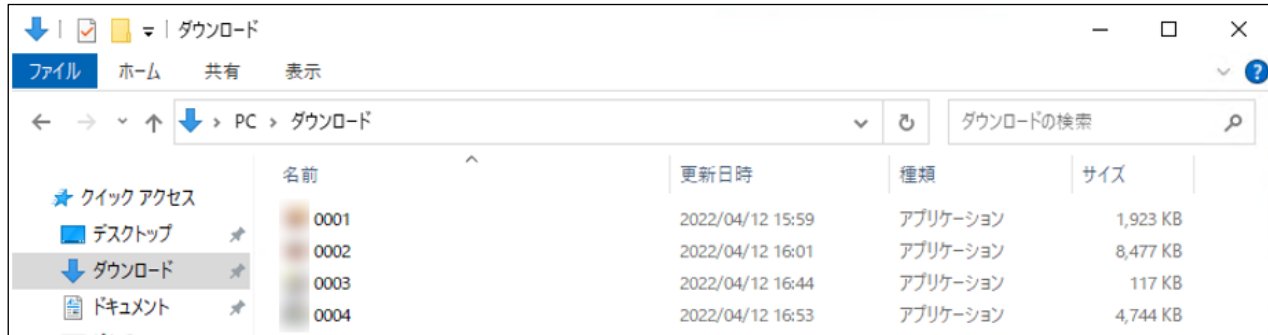 ダウンロード
ファイル ホーム 共有 表示
PC > ダウンロード ダウンロードの検索
名前 更新日時 種類 サイズ
クイック アクセス
デスクトップ
ダウンロード
ドキュメント
0001 2022/04/12 15:59 アプリケーション 1,923 KB
0002 2022/04/12 16:01 アプリケーション 8,477 KB
0003 2022/04/12 16:44 アプリケーション 117 KB
0004 2022/04/12 16:53 アプリケーション 4,744 KB